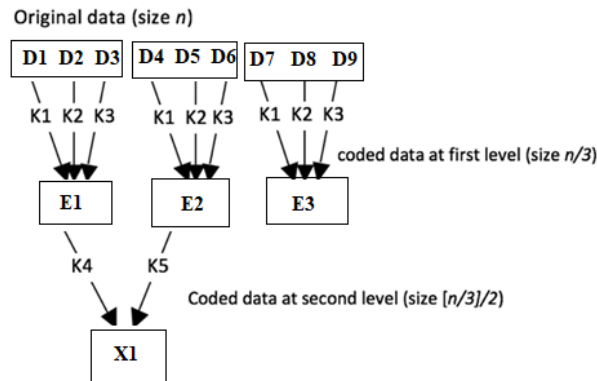 Original data (size n)
D1 D2 D3 D4 D5 D6 D7 D8 D9
K1 K2 K3 K1 K2 K3 K1 K2 K3
coded data at first level (size n/3)
E1 E2 E3
K4 K5
Coded data at second level (size [n/3]/2)
X1